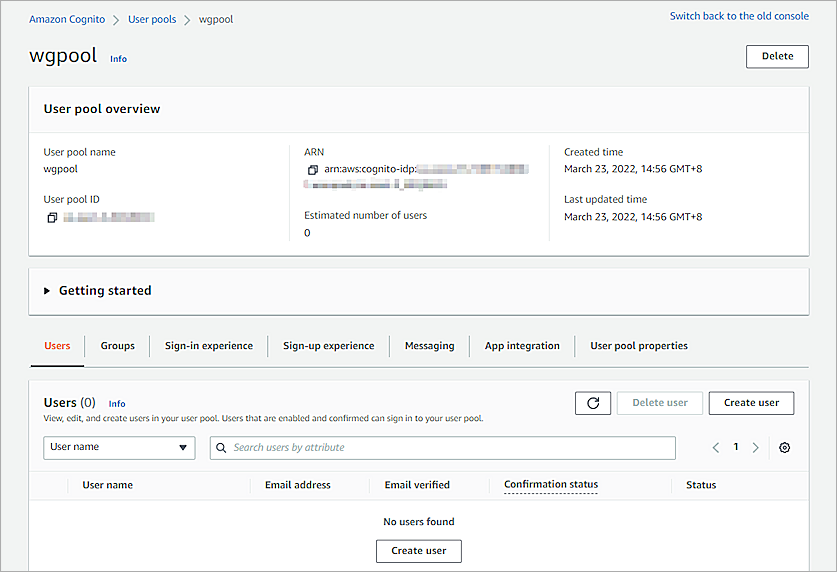 Amazon Cognito > User pools > wgpool
Switch back to the old console
wgpool Info
Delete
User pool overview
User pool name
wgpool
User pool ID
ARN
arn:aws:cognito-idp:
Estimated number of users
0
Created time
March 23, 2022, 14:56 GMT+8
Last updated time
March 23, 2022, 14:56 GMT+8
Getting started
Users Groups Sign-in experience Sign-up experience Messaging App integration User pool properties
Users (0) Info
View, edit, and create users in your user pool. Users that are enabled and confirmed can sign in to your user pool.
Delete user Create user
User name Search users by attribute 1
User name Email address Email verified Confirmation status Status
No users found
Create user